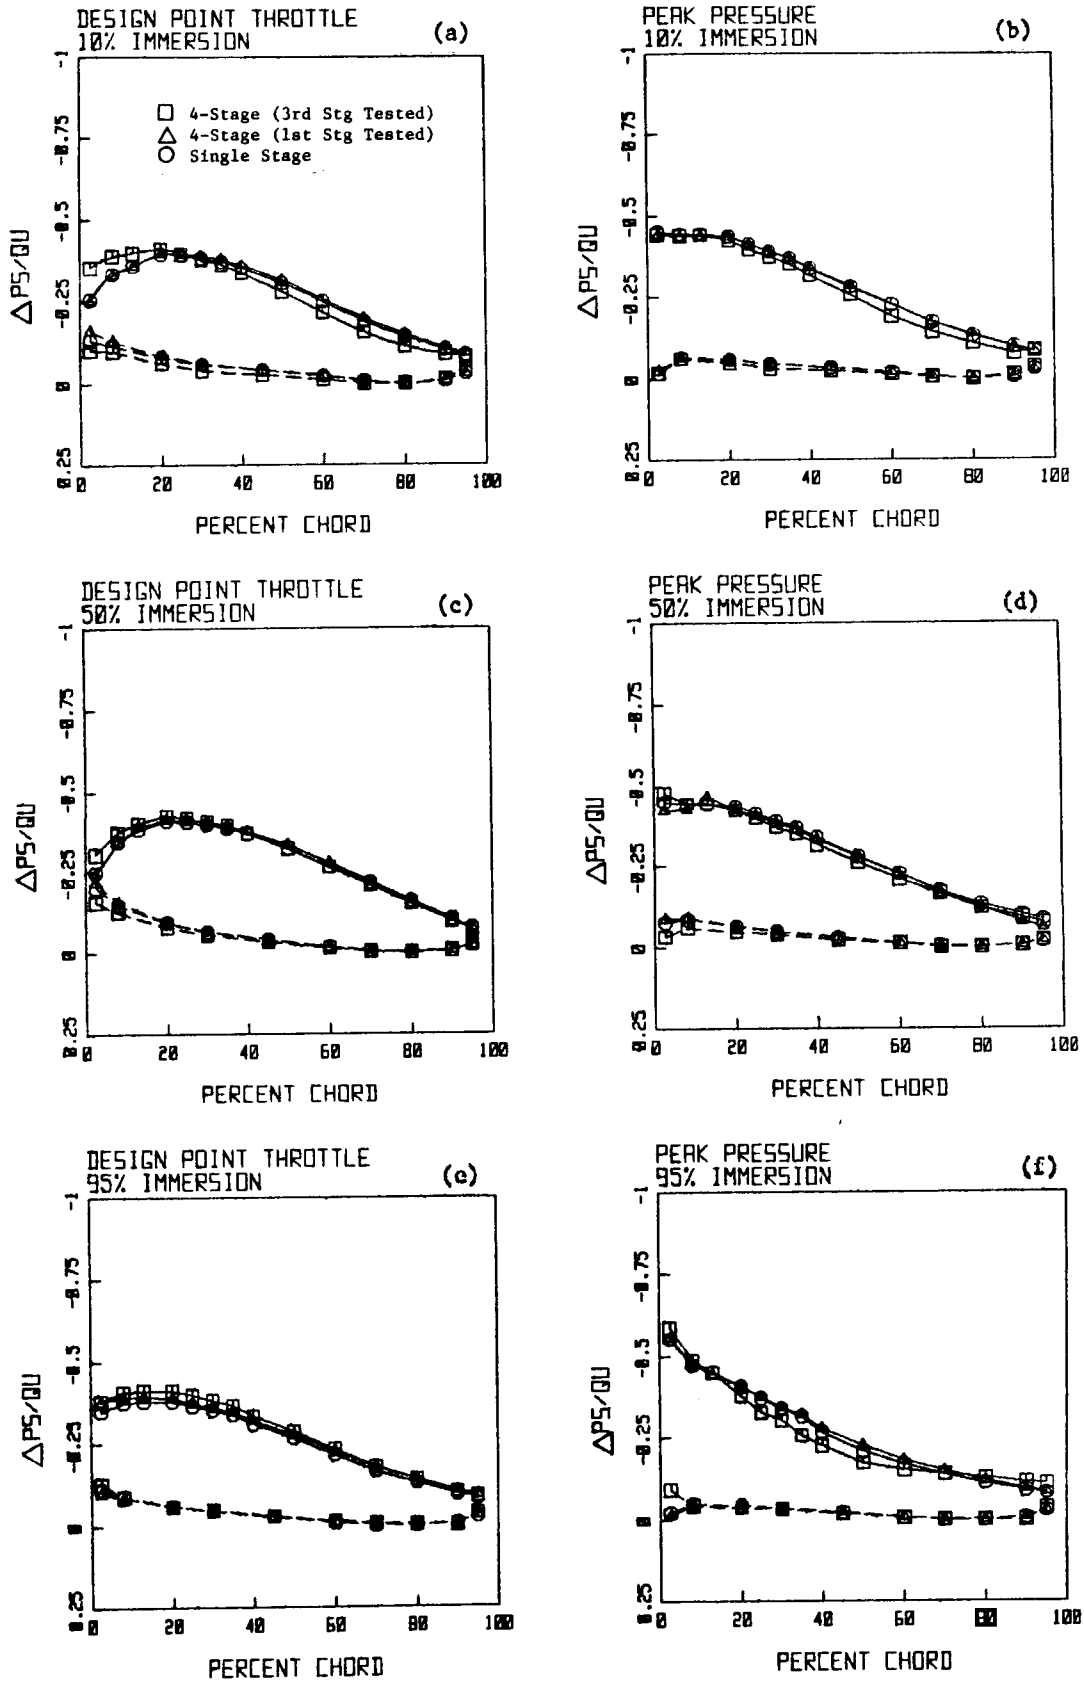 DESIGN POINT THROTTLE
10% IMMERSION
(a)
-1
-0.75
-0.5
-0.25
0
0.25
ΔPS/QU
□ 4-Stage (3rd Stg Tested)
△ 4-Stage (1st Stg Tested)
○ Single Stage
0 20 40 60 80 100
PERCENT CHORD
PEAK PRESSURE
10% IMMERSION
(b)
-1
-0.75
-0.5
-0.25
0
0.25
ΔPS/QU
0 20 40 60 80 100
PERCENT CHORD
DESIGN POINT THROTTLE
50% IMMERSION
(c)
-1
-0.75
-0.5
-0.25
0
0.25
ΔPS/QU
0 20 40 60 80 100
PERCENT CHORD
PEAK PRESSURE
50% IMMERSION
(d)
-1
-0.75
-0.5
-0.25
0
0.25
ΔPS/QU
0 20 40 60 80 100
PERCENT CHORD
DESIGN POINT THROTTLE
95% IMMERSION
(e)
-1
-0.75
-0.5
-0.25
0
0.25
ΔPS/QU
0 20 40 60 80 100
PERCENT CHORD
PEAK PRESSURE
95% IMMERSION
(f)
-1
-0.75
-0.5
-0.25
0
0.25
ΔPS/QU
0 20 40 60 80 100
PERCENT CHORD